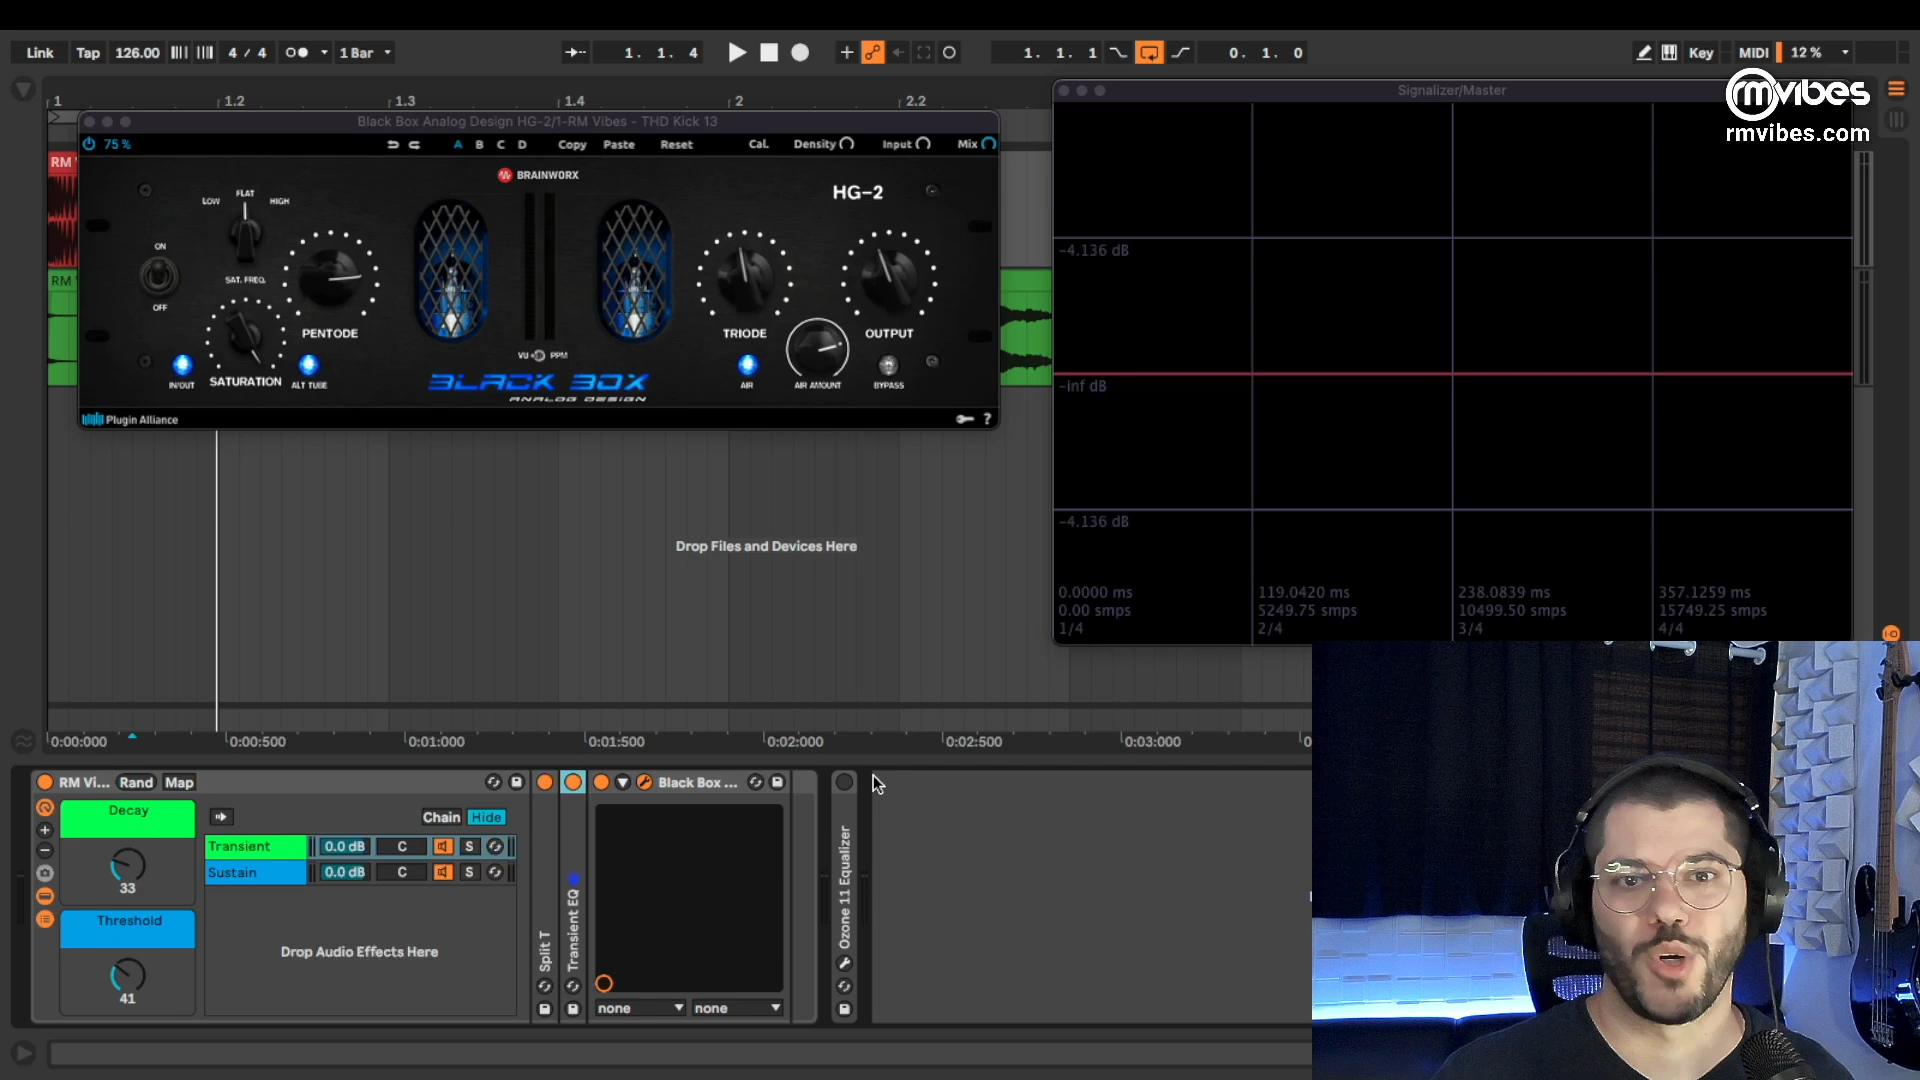 Link Tap 126.00 4 / 4 1 Bar 1. 1. 4 1. 1. 1 0. 1. 0 Key MIDI 12 %
mvibes
rmvibes.com
1 1.2 1.3 1.4 2 2.2
Signalizer/Master
Black Box Analog Design HG-2/1-RM Vibes - THD Kick 13
75 % A B C D Copy Paste Reset Cal. Density Input Mix
RM
BRAINWORX
HG-2
LOW FLAT HIGH
ON
OFF
SAT. FREQ.
PENTODE
SATURATION
IN/OUT
ALT TUBE
VU PPM
BLACK BOX
ANALOG DESIGN
TRIODE
AIR
AIR AMOUNT
OUTPUT
BYPASS
RM
Plugin Alliance ?
-4.136 dB
-inf dB
-4.136 dB
0.0000 ms 119.0420 ms 238.0839 ms 357.1259 ms
0.00 smps 5249.75 smps 10499.50 smps 15749.25 smps
1/4 2/4 3/4 4/4
Drop Files and Devices Here
0:00:000 0:00:500 0:01:000 0:01:500 0:02:000 0:02:500 0:03:000
RM Vi... Rand Map
Decay
33
Threshold
41
Chain Hide
Transient 0.0 dB C S
Sustain 0.0 dB C S
Drop Audio Effects Here
Split T
Transient EQ
Black Box ...
none none
Ozone 11 Equalizer